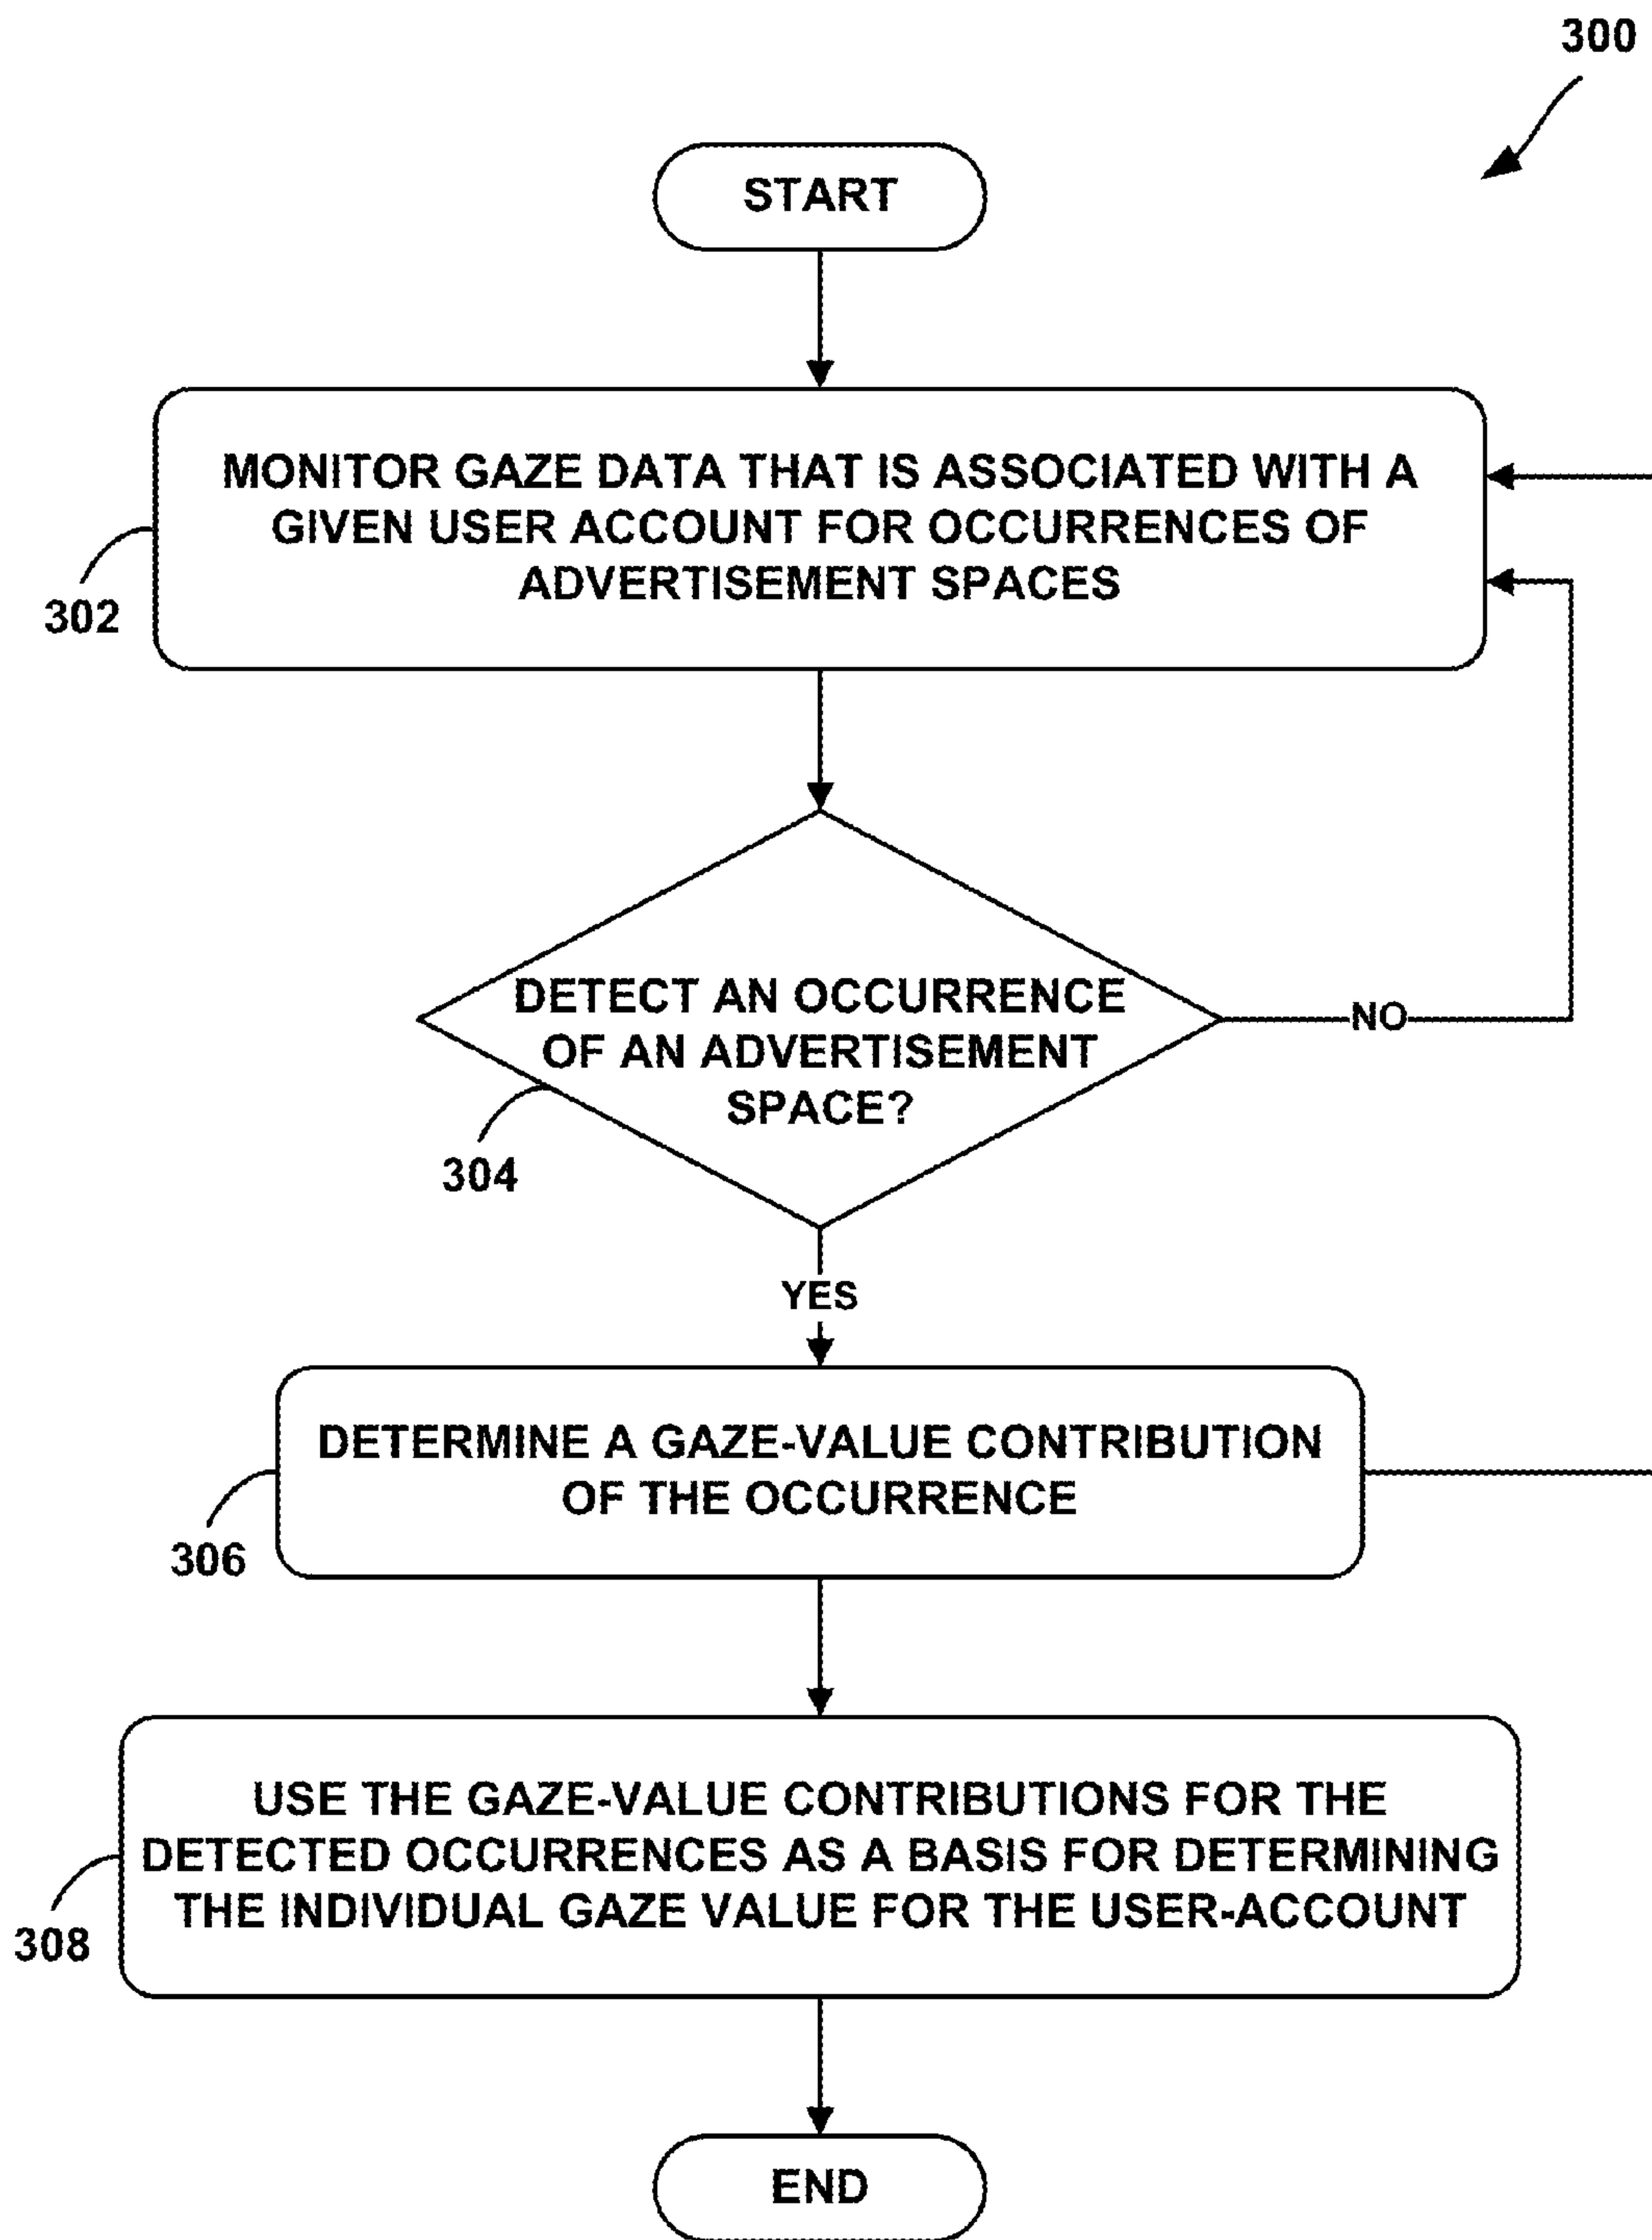 300
START
MONITOR GAZE DATA THAT IS ASSOCIATED WITH A
GIVEN USER ACCOUNT FOR OCCURRENCES OF
ADVERTISEMENT SPACES
302
DETECT AN OCCURRENCE
OF AN ADVERTISEMENT
SPACE?
NO
304
YES
DETERMINE A GAZE-VALUE CONTRIBUTION
OF THE OCCURRENCE
306
USE THE GAZE-VALUE CONTRIBUTIONS FOR THE
DETECTED OCCURRENCES AS A BASIS FOR DETERMINING
THE INDIVIDUAL GAZE VALUE FOR THE USER-ACCOUNT
308
END